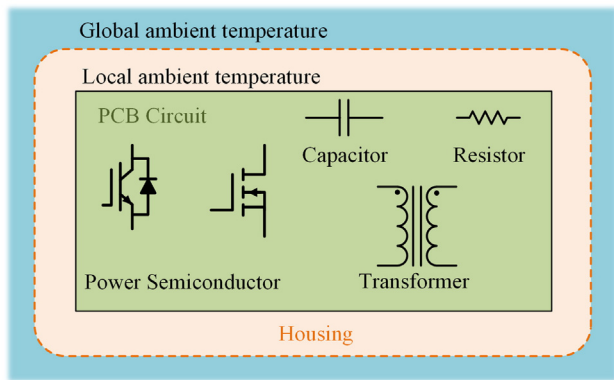 Global ambient temperature
Local ambient temperature
PCB Circuit
Capacitor
Resistor
Power Semiconductor
Transformer
Housing